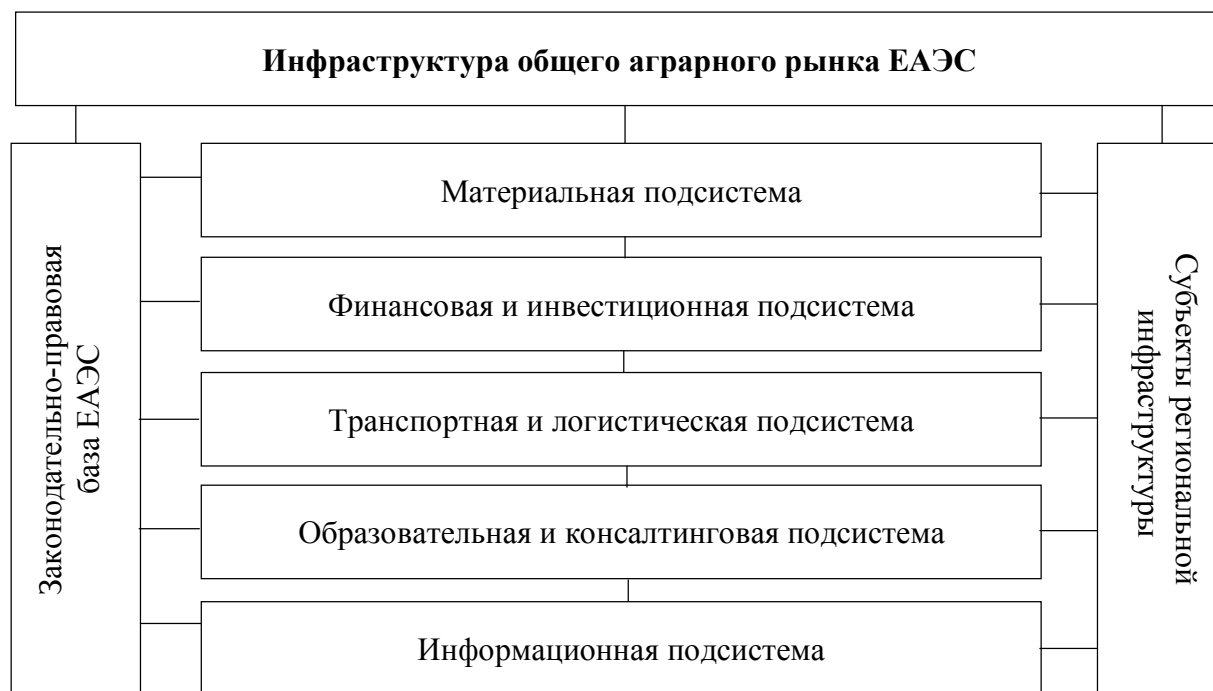 Инфраструктура общего аграрного рынка ЕАЭС
Законодательно-правовая
база ЕАЭС
Материальная подсистема
Финансовая и инвестиционная подсистема
Транспортная и логистическая подсистема
Образовательная и консалтинговая подсистема
Информационная подсистема
Субъекты региональной
инфраструктуры